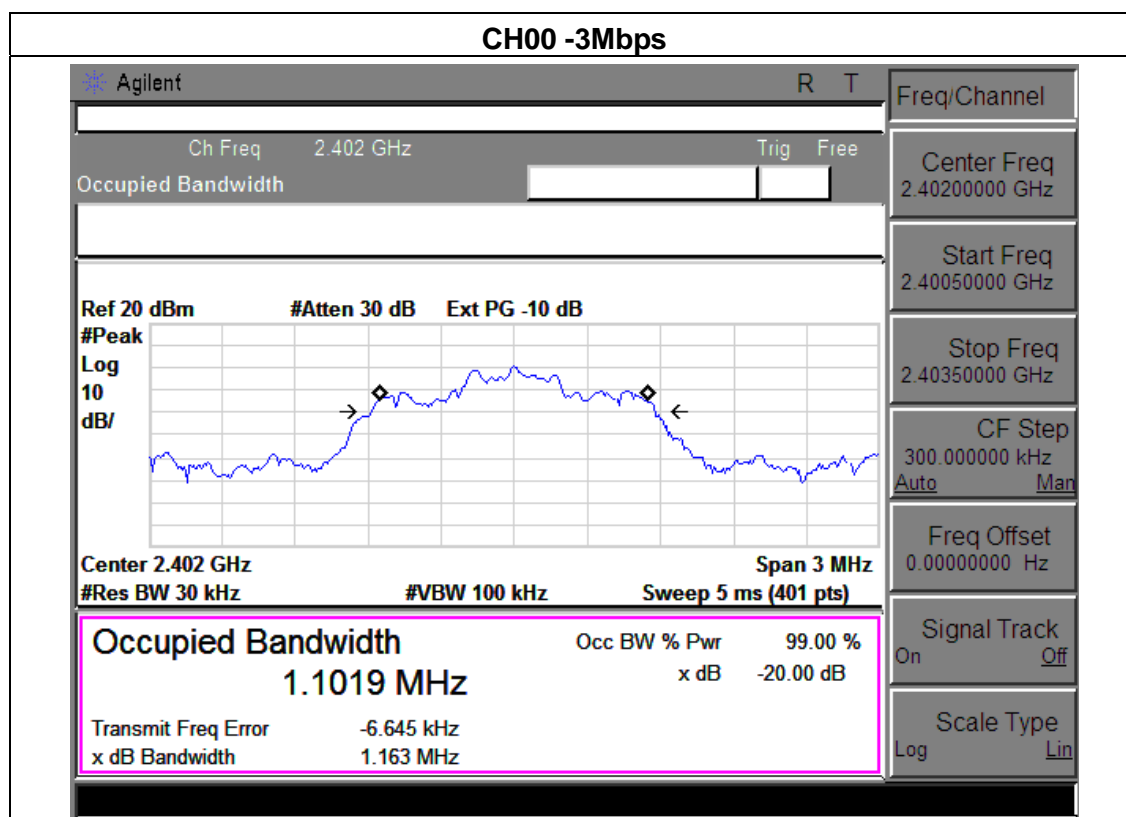 CH00 -3Mbps
Agilent R T
Ch Freq 2.402 GHz Trig Free
Occupied Bandwidth
Ref 20 dBm #Atten 30 dB Ext PG -10 dB
#Peak
Log
10
dB/
Center 2.402 GHz Span 3 MHz
#Res BW 30 kHz #VBW 100 kHz Sweep 5 ms (401 pts)
Occupied Bandwidth Occ BW % Pwr 99.00 %
1.1019 MHz x dB -20.00 dB
Transmit Freq Error -6.645 kHz
x dB Bandwidth 1.163 MHz
Freq/Channel
Center Freq
2.40200000 GHz
Start Freq
2.40050000 GHz
Stop Freq
2.40350000 GHz
CF Step
300.000000 kHz
Auto Man
Freq Offset
0.00000000 Hz
Signal Track
On Off
Scale Type
Log Lin